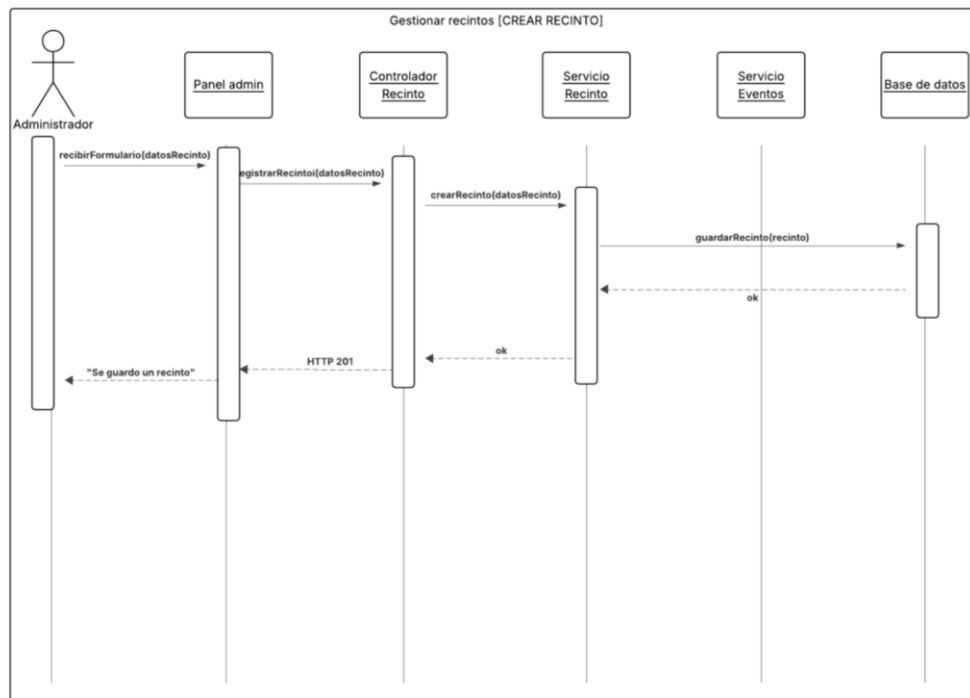 Gestionar recintos [CREAR RECINTO]
Administrador
Panel admin
Controlador
Recinto
Servicio
Recinto
Servicio
Eventos
Base de datos
recibirFormulario(datosRecinto)
egistrarRecintoi(datosRecinto)
crearRecinto(datosRecinto)
guardarRecinto(recinto)
ok
ok
HTTP 201
"Se guardo un recinto"